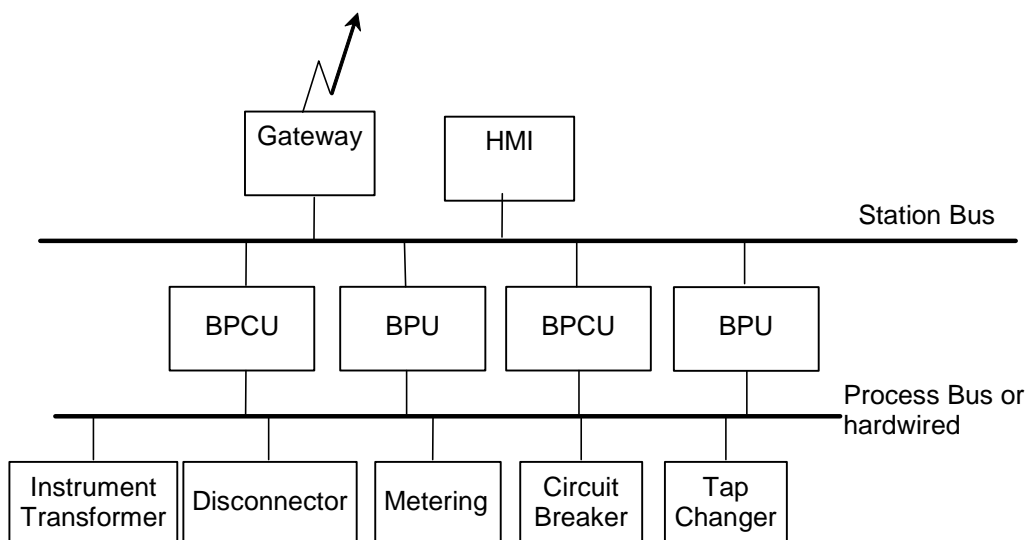 Gateway
HMI
Station Bus
BPCU
BPU
BPCU
BPU
Process Bus or
hardwired
Instrument
Transformer
Disconnector
Metering
Circuit
Breaker
Tap
Changer